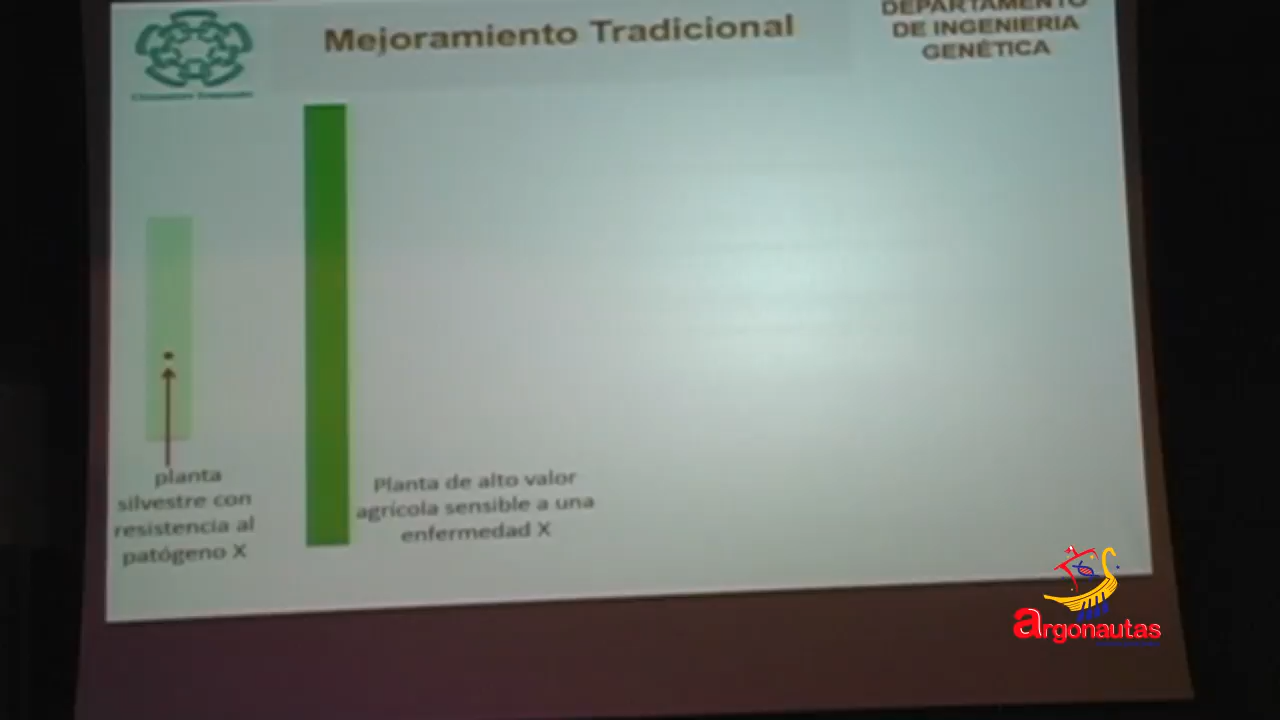 Mejoramiento Tradicional
DEPARTAMENTO
DE INGENIERIA
GENÉTICA
planta
silvestre con
resistencia al
patógeno X
Planta de alto valor
agrícola sensible a una
enfermedad X
argonautas